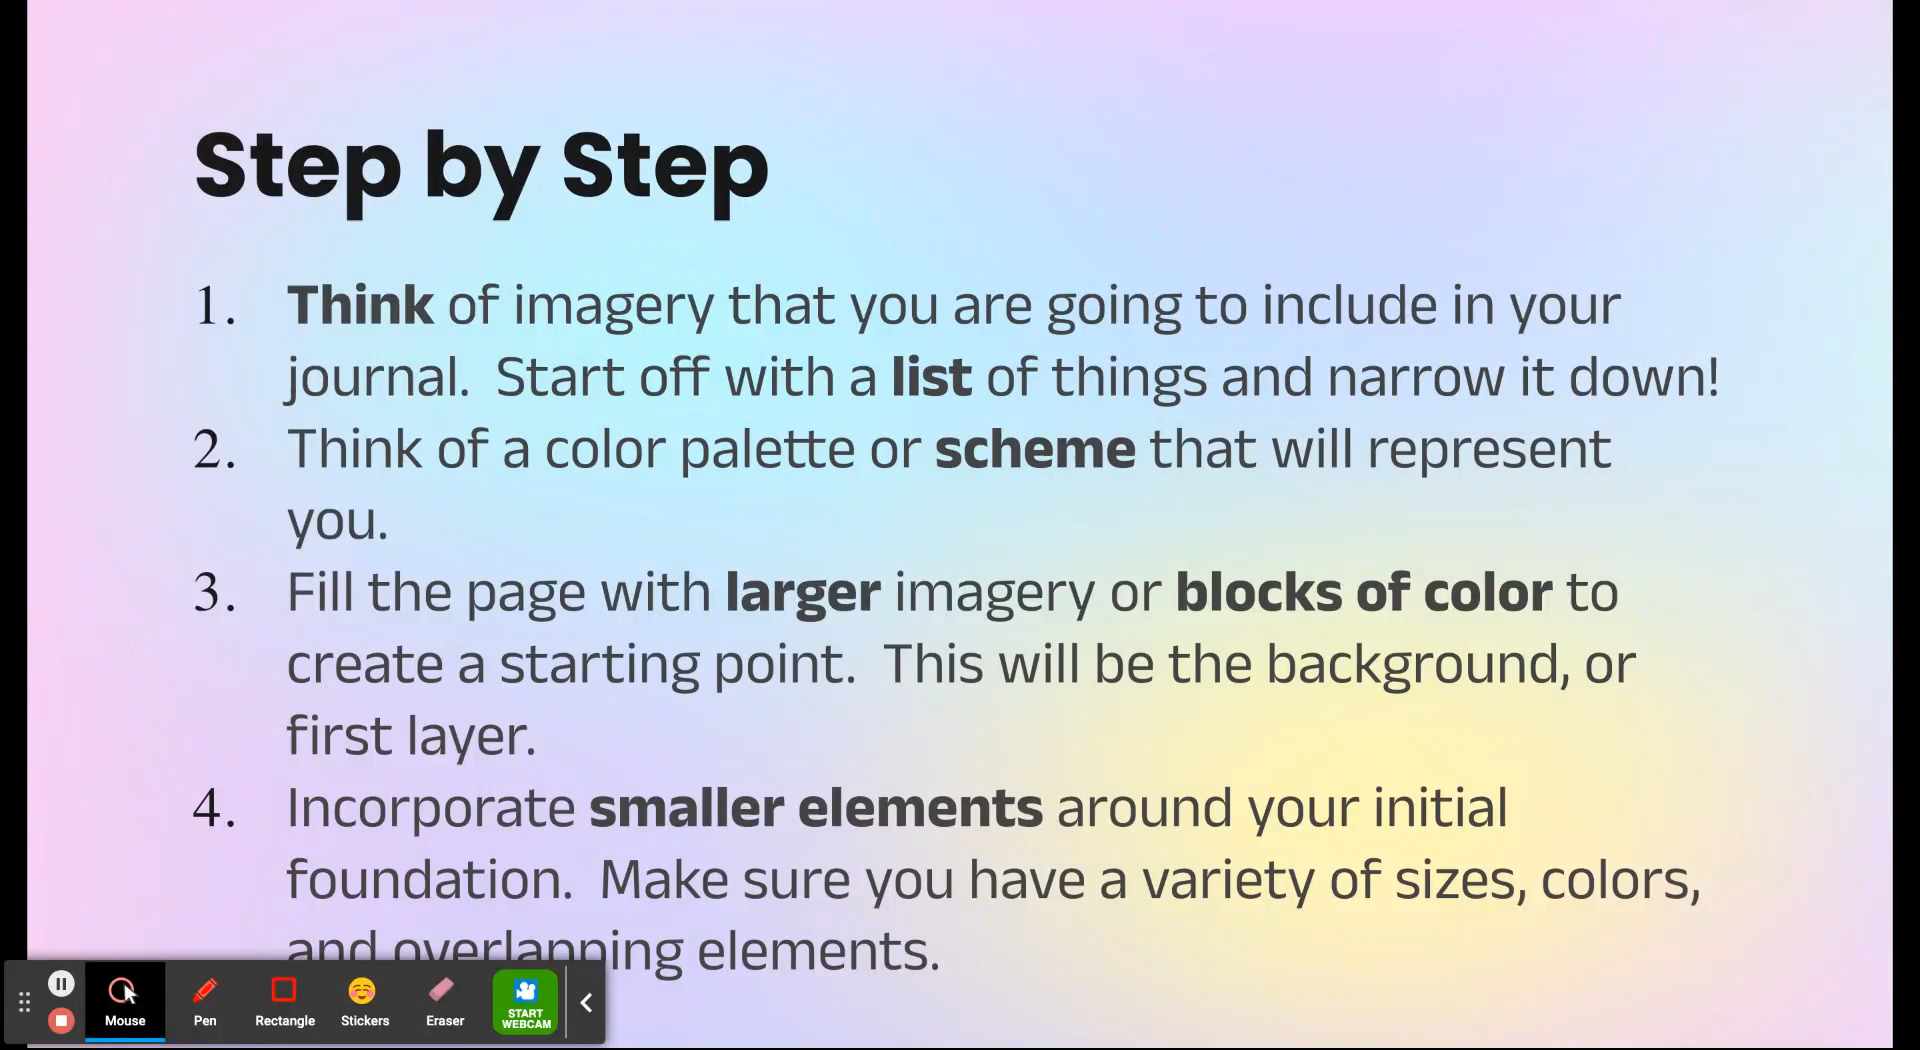 Step by Step
1. Think of imagery that you are going to include in your
journal.  Start off with a list of things and narrow it down!
2. Think of a color palette or scheme that will represent
you.
3. Fill the page with larger imagery or blocks of color to
create a starting point.  This will be the background, or
first layer.
4. Incorporate smaller elements around your initial
foundation.  Make sure you have a variety of sizes, colors,
and overlapping elements.
Mouse
Pen
Rectangle
Stickers
Eraser
START
WEBCAM